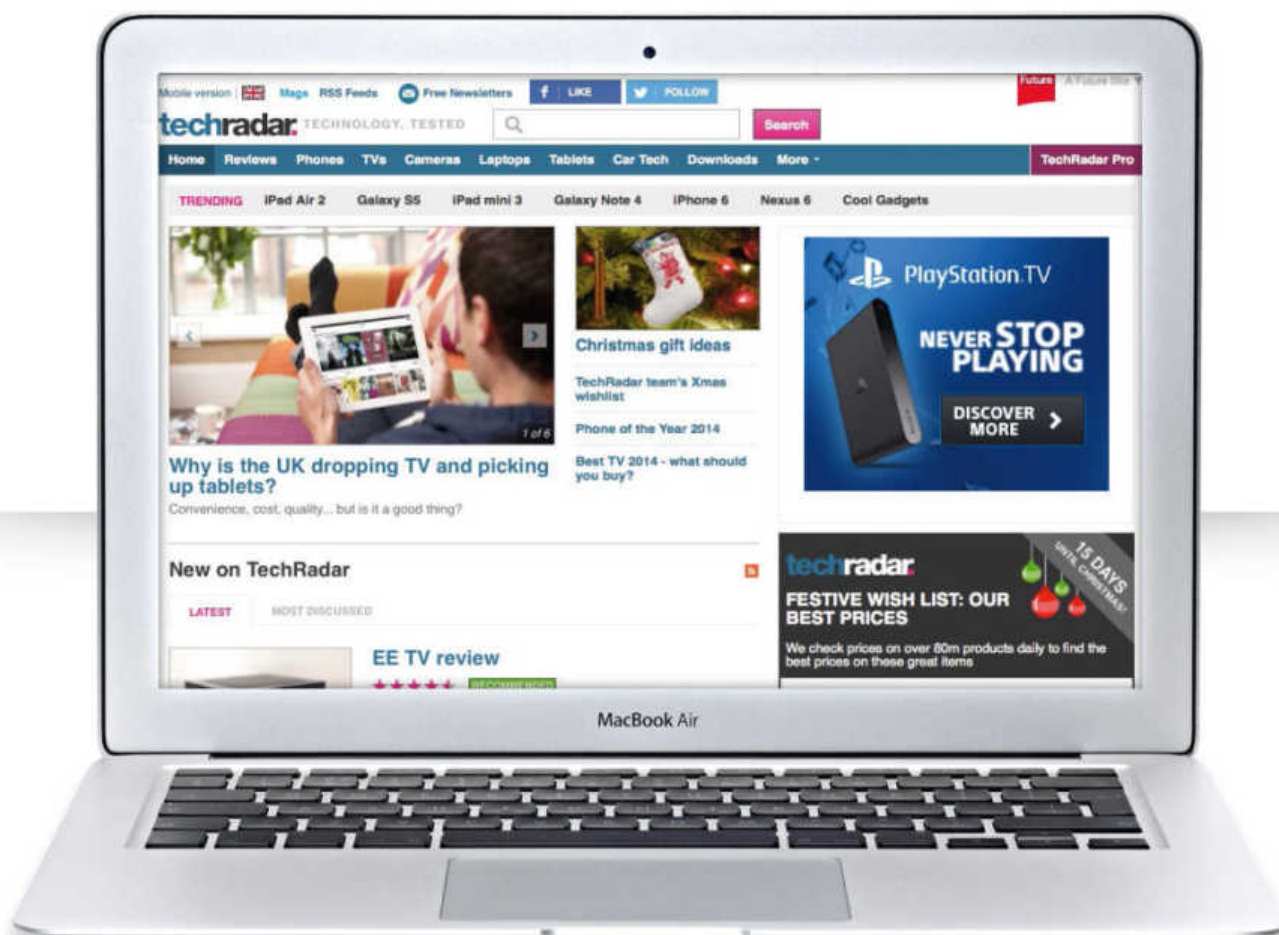 Mobile version
Mags RSS Feeds Free Newsletters f LIKE FOLLOW
Future A Future Site
techradar. TECHNOLOGY, TESTED
Search
Home Reviews Phones TVs Cameras Laptops Tablets Car Tech Downloads More
TechRadar Pro
TRENDING iPad Air 2 Galaxy S5 iPad mini 3 Galaxy Note 4 iPhone 6 Nexus 6 Cool Gadgets
1 of 6
Why is the UK dropping TV and picking
up tablets?
Convenience, cost, quality... but is it a good thing?
Christmas gift ideas
TechRadar team's Xmas
wishlist
Phone of the Year 2014
Best TV 2014 - what should
you buy?
PlayStation.TV
NEVER STOP
PLAYING
DISCOVER
MORE
New on TechRadar
LATEST MOST DISCUSSED
EE TV review
RECOMMENDED
techradar.
15 DAYS
UNTIL CHRISTMAS!
FESTIVE WISH LIST: OUR
BEST PRICES
We check prices on over 80m products daily to find the
best prices on these great items
MacBook Air